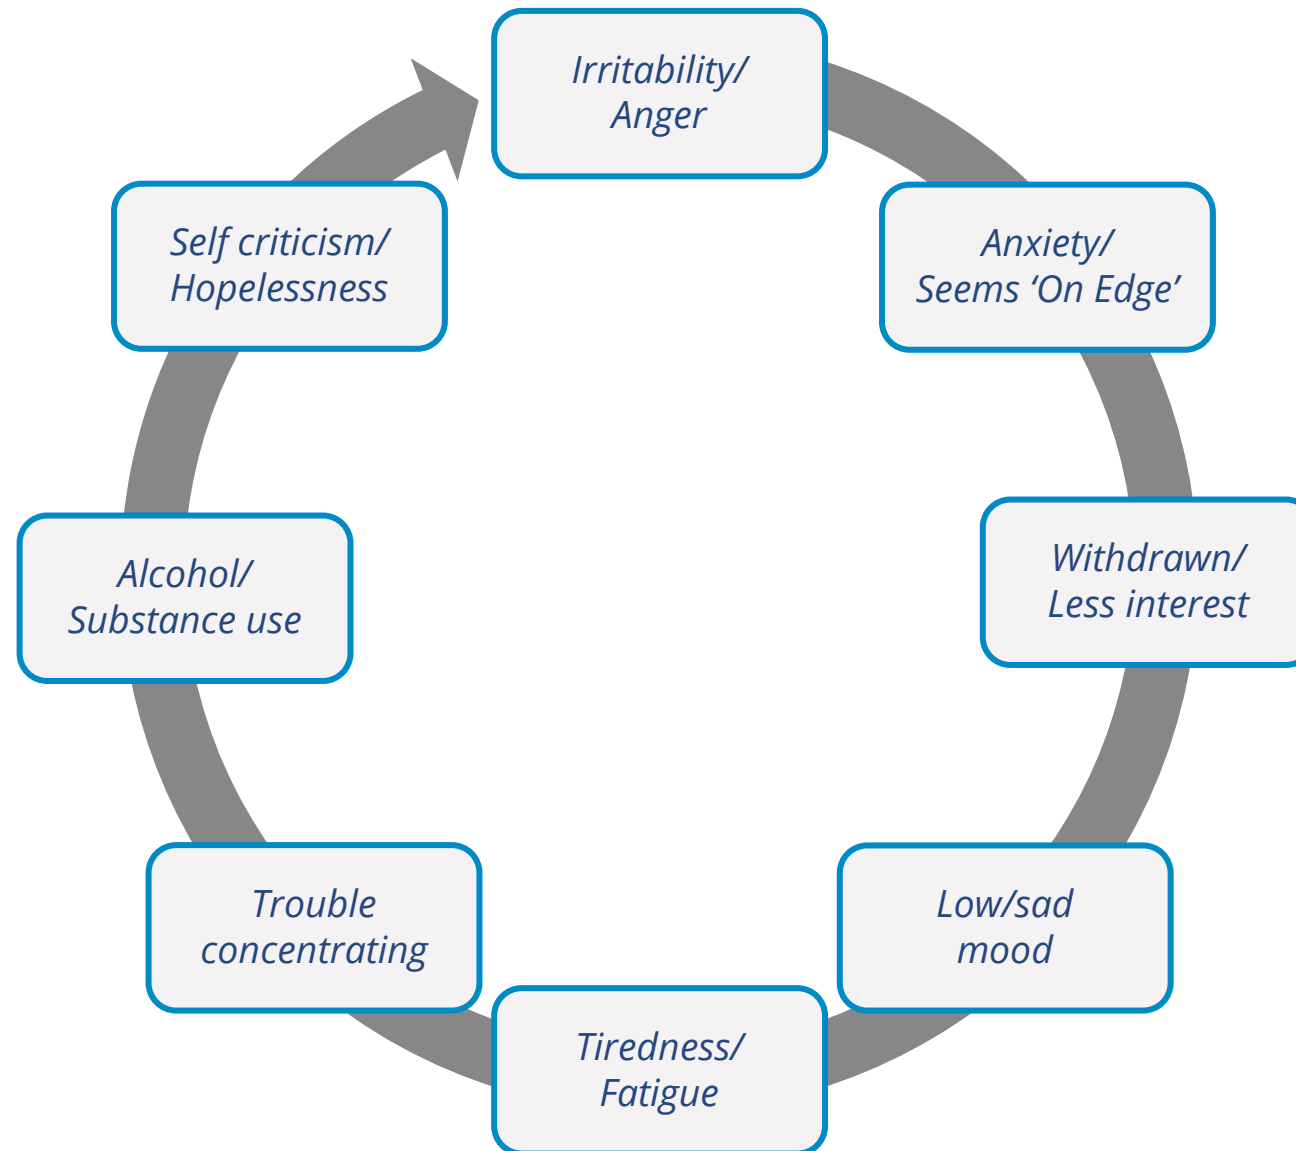 Irritability/
Anger
Anxiety/
Seems ‘On Edge’
Withdrawn/
Less interest
Low/sad
mood
Tiredness/
Fatigue
Trouble
concentrating
Alcohol/
Substance use
Self criticism/
Hopelessness